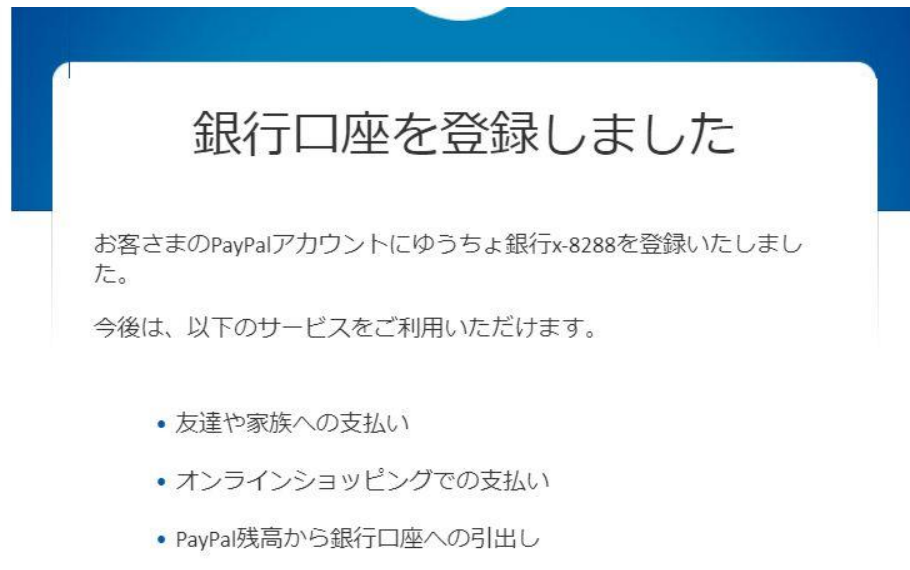 銀行口座を登録しました
お客さまのPayPalアカウントにゆうちょ銀行x-8288を登録いたしまし
た。
今後は、以下のサービスをご利用いただけます。
• 友達や家族への支払い
• オンラインショッピングでの支払い
• PayPal残高から銀行口座への引出し